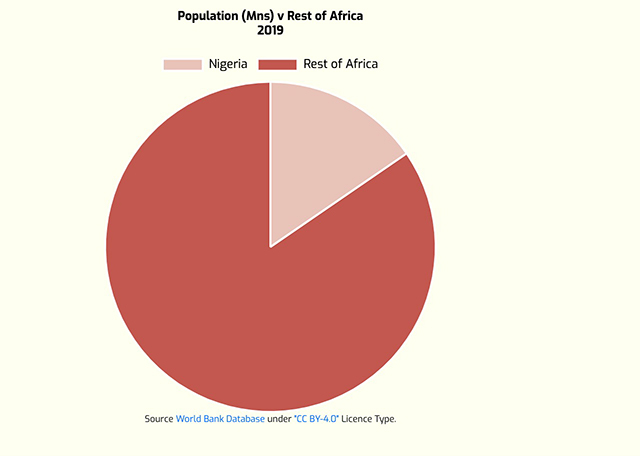 Population (Mns) v Rest of Africa
2019
Nigeria Rest of Africa
Source World Bank Database under "CC BY-4.0" Licence Type.